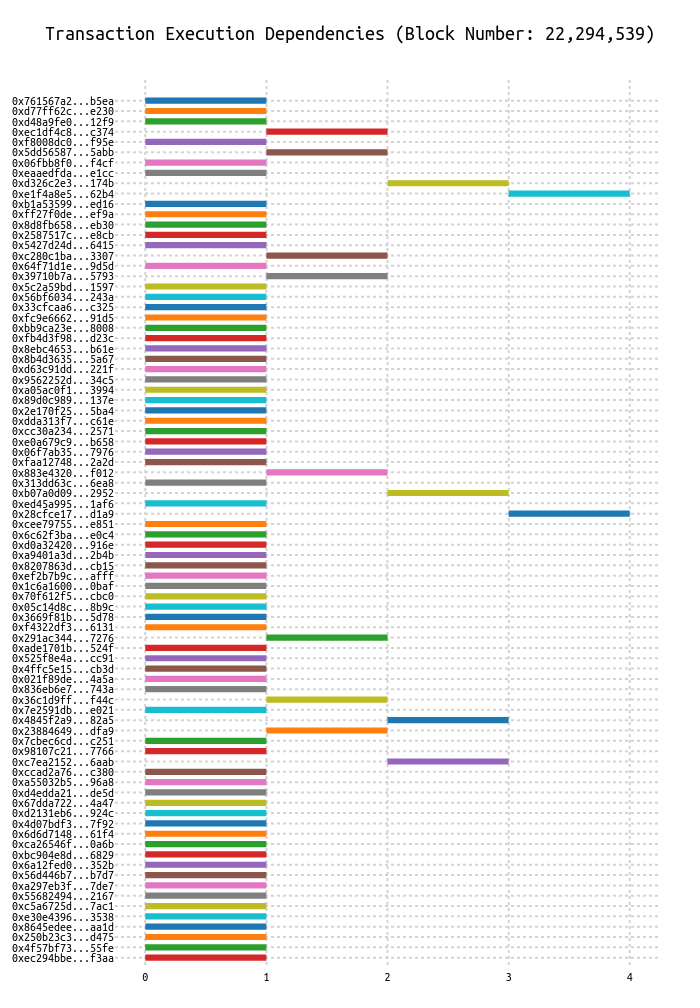 Transaction Execution Dependencies (Block Number: 22,294,539)
0x761567a2...b5ea
0xd77ff62c...e230
0xd48a9fe0...12f9
0xec1df4c8...c374
0xf8008dc0...f95e
0x5dd56587...5abb
0x06fbb8f0...f4cf
0xeaaedfda...e1cc
0xd326c2e3...174b
0xe1f4a8e5...62b4
0xb1a53599...ed16
0xff27f0de...ef9a
0x8d8fb658...eb30
0x2587517c...e8cb
0x5427d24d...6415
0xc280c1ba...3307
0x64f71d1e...9d5d
0x39710b7a...5793
0x5c2a59bd...1597
0x56bf6034...243a
0x33cfcaa6...c325
0xfc9e6662...91d5
0xbb9ca23e...8008
0xfb4d3f98...d23c
0x8ebc4653...b61e
0x8b4d3635...5a67
0xd63c91dd...221f
0x9562252d...34c5
0xa05ac0f1...3994
0x89d0c989...137e
0x2e170f25...5ba4
0xdda313f7...c61e
0xcc30a234...2571
0xe0a679c9...b658
0x06f7ab35...7976
0xfaa12748...2a2d
0x883e4320...f012
0x313dd63c...6ea8
0xb07a0d09...2952
0xed45a995...1af6
0x28cfce17...d1a9
0xcee79755...e851
0x6c62f3ba...e0c4
0xd0a32420...916e
0xa9401a3d...2b4b
0x8207863d...cb15
0xef2b7b9c...afff
0x1c6a1600...0baf
0x70f612f5...cbc0
0x05c14d8c...8b9c
0x3669f81b...5d78
0xf4322df3...6131
0x291ac344...7276
0xade1701b...524f
0x525f8e4a...cc91
0x4ffc5e15...cb3d
0x021f89de...4a5a
0x836eb6e7...743a
0x36c1d9ff...f44c
0x7e2591db...e021
0x4845f2a9...82a5
0x23884649...dfa9
0x7cbec6cd...c251
0x98107c21...7766
0xc7ea2152...6aab
0xccad2a76...c380
0xa55032b5...96a8
0xd4edda21...de5d
0x67dda722...4a47
0xd2131eb6...924c
0x4d07bdf3...7f92
0x6d6d7148...61f4
0xca26546f...0a6b
0xbc904e8d...6829
0x6a12fed0...352b
0x56d446b7...b7d7
0xa297eb3f...7de7
0x55682494...2167
0xc5a6725d...7ac1
0xe30e4396...3538
0x8645edee...aa1d
0x250b23c3...d475
0x4f57bf73...55fe
0xec294bbe...f3aa
0 1 2 3 4